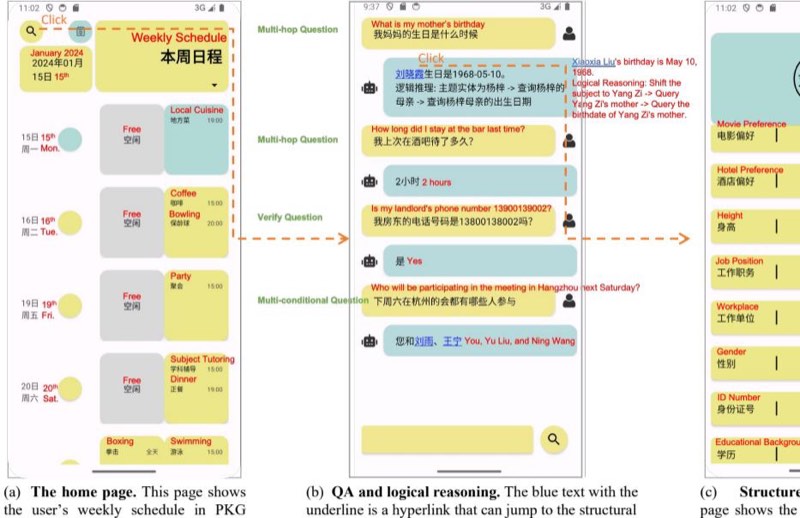 11:02
3G
Click
Weekly Schedule
本周日程
January 2024
2024年01月
15日 15th
Local Cuisine
地方菜 19:00
Free
空闲
15日 15th
周一 Mon.
Coffee
咖啡 15:00
Free
空闲
Bowling
保龄球 20:00
16日 16th
周二 Tue.
Party
聚会 15:00
Free
空闲
19日 19th
周五 Fri.
Subject Tutoring
学科辅导 15:00
Free
空闲
Dinner
正餐 19:00
20日 20th
周六 Sat.
Boxing
拳击 全天
Swimming
游泳 15:00
(a) The home page. This page shows
the user's weekly schedule in PKG
9:37
3G
Multi-hop Question
What is my mother's birthday
我妈妈的生日是什么时候
Click
刘晓霞生日是1968-05-10。
逻辑推理: 主题实体为杨梓 -> 查询杨梓的
母亲 -> 查询杨梓母亲的出生日期
Xiaoxia Liu's birthday is May 10,
1968.
Logical Reasoning: Shift the
subject to Yang Zi -> Query
Yang Zi's mother -> Query the
birthdate of Yang Zi's mother.
Multi-hop Question
How long did I stay at the bar last time?
我上次在酒吧待了多久?
2小时 2 hours
Verify Question
Is my landlord's phone number 13900139002?
我房东的电话号码是13800138002吗?
是 Yes
Multi-conditional Question
Who will be participating in the meeting in Hangzhou next Saturday?
下周六在杭州的会都有哪些人参与
您和刘雨、王宁 You, Yu Liu, and Ning Wang
(b) QA and logical reasoning. The blue text with the
underline is a hyperlink that can jump to the structural
11:02
Movie Preference
电影偏好
Hotel Preference
酒店偏好
Height
身高
Job Position
工作职务
Workplace
工作单位
Gender
性别
ID Number
身份证号
Educational Backgrou
学历
(c) Structure
page shows the